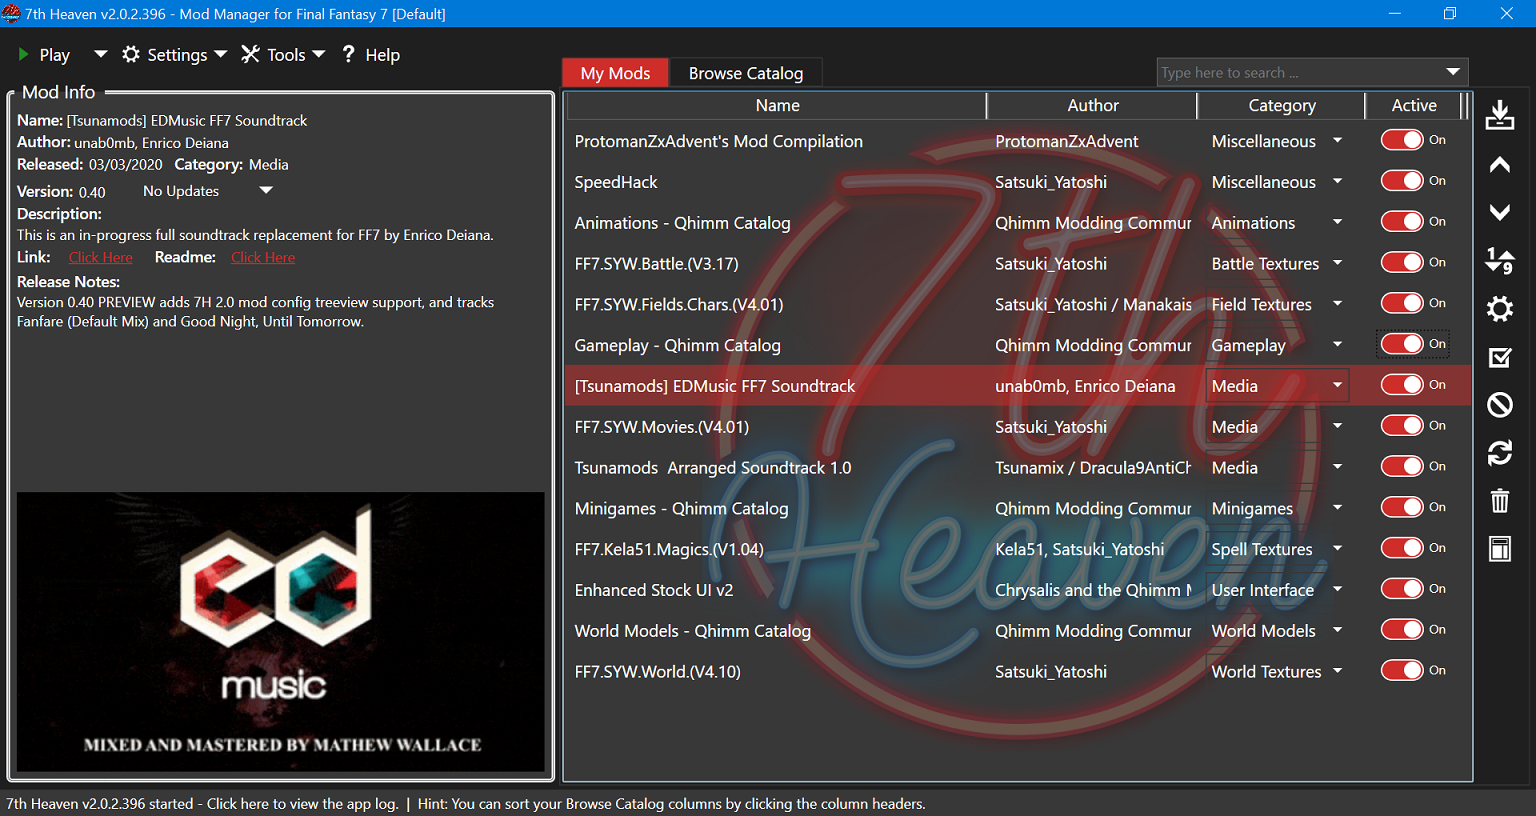 7th Heaven v2.0.2.396 - Mod Manager for Final Fantasy 7 [Default]
Play Settings Tools ? Help
My Mods Browse Catalog Type here to search ...
Mod Info
Name: [Tsunamods] EDMusic FF7 Soundtrack
Author: unab0mb, Enrico Deiana
Released: 03/03/2020 Category: Media
Version: 0.40 No Updates
Description:
This is an in-progress full soundtrack replacement for FF7 by Enrico Deiana.
Link: Click Here Readme: Click Here
Release Notes:
Version 0.40 PREVIEW adds 7H 2.0 mod config treeview support, and tracks
Fanfare (Default Mix) and Good Night, Until Tomorrow.
ed
music
MIXED AND MASTERED BY MATHEW WALLACE
Name Author Category Active
ProtomanZxAdvent's Mod Compilation ProtomanZxAdvent Miscellaneous On
SpeedHack Satsuki_Yatoshi Miscellaneous On
Animations - Qhimm Catalog Qhimm Modding Commur Animations On
FF7.SYW.Battle.(V3.17) Satsuki_Yatoshi Battle Textures On
FF7.SYW.Fields.Chars.(V4.01) Satsuki_Yatoshi / Manakais Field Textures On
Gameplay - Qhimm Catalog Qhimm Modding Commur Gameplay On
[Tsunamods] EDMusic FF7 Soundtrack unab0mb, Enrico Deiana Media On
FF7.SYW.Movies.(V4.01) Satsuki_Yatoshi Media On
Tsunamods Arranged Soundtrack 1.0 Tsunamix / Dracula9AntiCh Media On
Minigames - Qhimm Catalog Qhimm Modding Commur Minigames On
FF7.Kela51.Magics.(V1.04) Kela51, Satsuki_Yatoshi Spell Textures On
Enhanced Stock UI v2 Chrysalis and the Qhimm M User Interface On
World Models - Qhimm Catalog Qhimm Modding Commur World Models On
FF7.SYW.World.(V4.10) Satsuki_Yatoshi World Textures On
7th
Heaven
1 9
7th Heaven v2.0.2.396 started - Click here to view the app log. | Hint: You can sort your Browse Catalog columns by clicking the column headers.